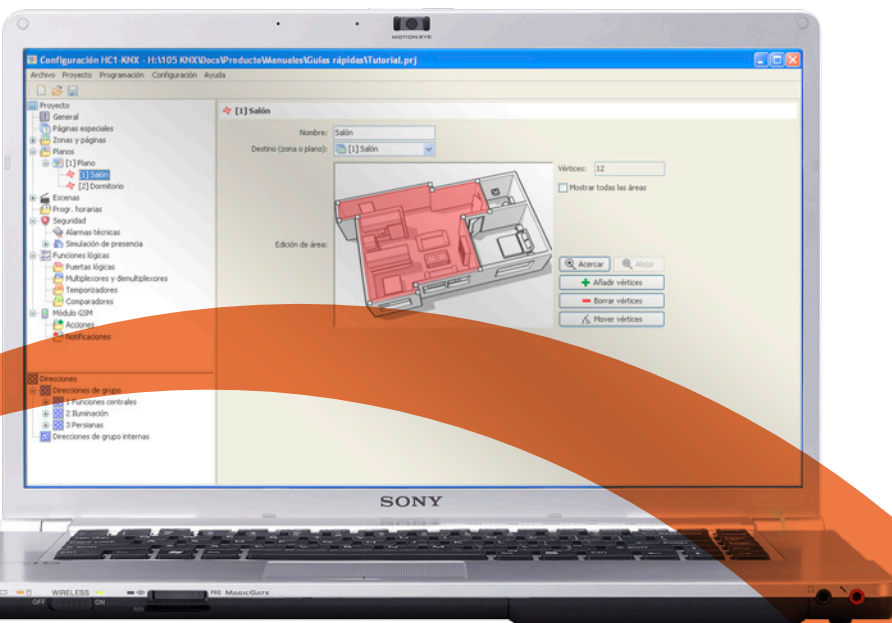 MOTION EYE
Configuración HC1-KNX - H:\105 KNX\Docs\Producto\Manuales\Guías rápidas\Tutorial.prj
Archivo Proyecto Programación Configuración Ayuda
Proyecto
General
Páginas especiales
Zonas y páginas
Planos
[1] Plano
[1] Salón
[2] Dormitorio
Escenas
Progr. horarias
Seguridad
Alarmas técnicas
Simulación de presencia
Funciones lógicas
Puertas lógicas
Multiplexores y demultiplexores
Temporizadores
Comparadores
Módulo GSM
Acciones
Notificaciones
Direcciones
Direcciones de grupo
1 Funciones centrales
2 Iluminación
3 Persianas
Direcciones de grupo internas
[1] Salón
Nombre: Salón
Destino (zona o plano): [1] Salón
Edición de área:
Vértices: 12
Mostrar todas las áreas
Acercar Alejar
Añadir vértices
Borrar vértices
Mover vértices
SONY
WIRELESS
OFF ON
PRO MAGICGATE